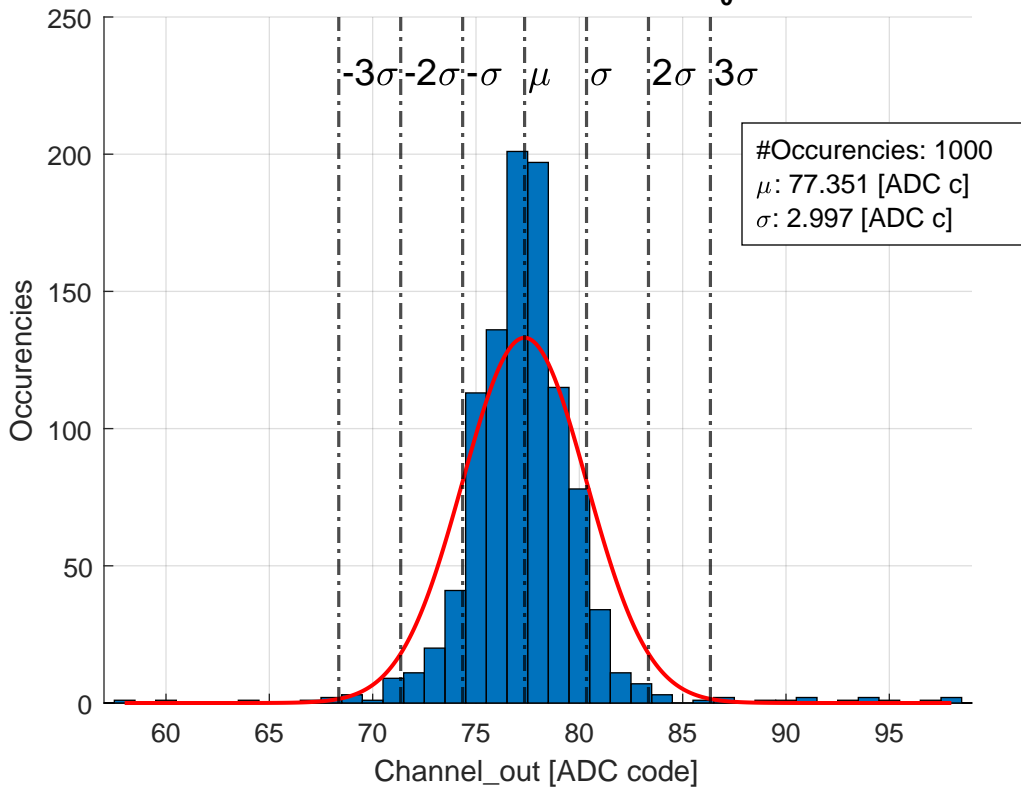 0
250
200
150
100
50
0
-3σ -2σ -σ μ σ 2σ 3σ
#Occurencies: 1000
μ: 77.351 [ADC c]
σ: 2.997 [ADC c]
Occurencies
60 65 70 75 80 85 90 95
Channel_out [ADC code]